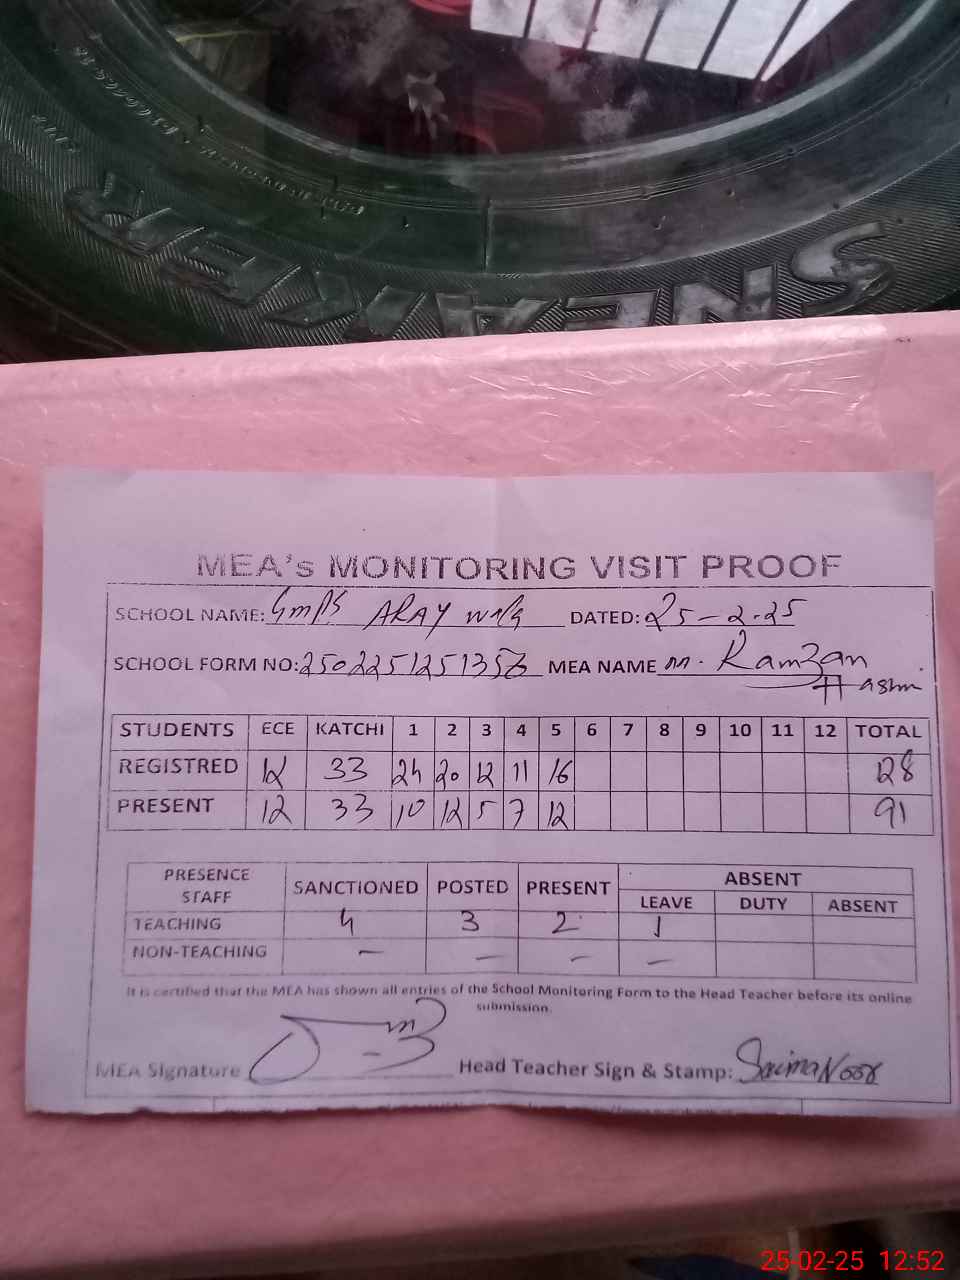 SNEAKER
MEA's MONITORING VISIT PROOF
SCHOOL NAME: GMPS ARAY DATED: 25-2-25
SCHOOL FORM NO: MEA NAME M. Ramzan
Hashmi
STUDENTS ECE KATCHI 1 2 3 4 5 6 7 8 9 10 11 12 TOTAL
REGISTRED 12 33 24 20 12 11 16 128
PRESENT 12 33 10 12 5 7 12 91
PRESENCE STAFF SANCTIONED POSTED PRESENT ABSENT
LEAVE DUTY ABSENT
TEACHING 4 3 2 1
NON-TEACHING — — — —
It is certified that the MEA has shown all entries of the School Monitoring Form to the Head Teacher before its online
submission.
MEA Signature Head Teacher Sign & Stamp: Saima Noor
25-02-25 12:52